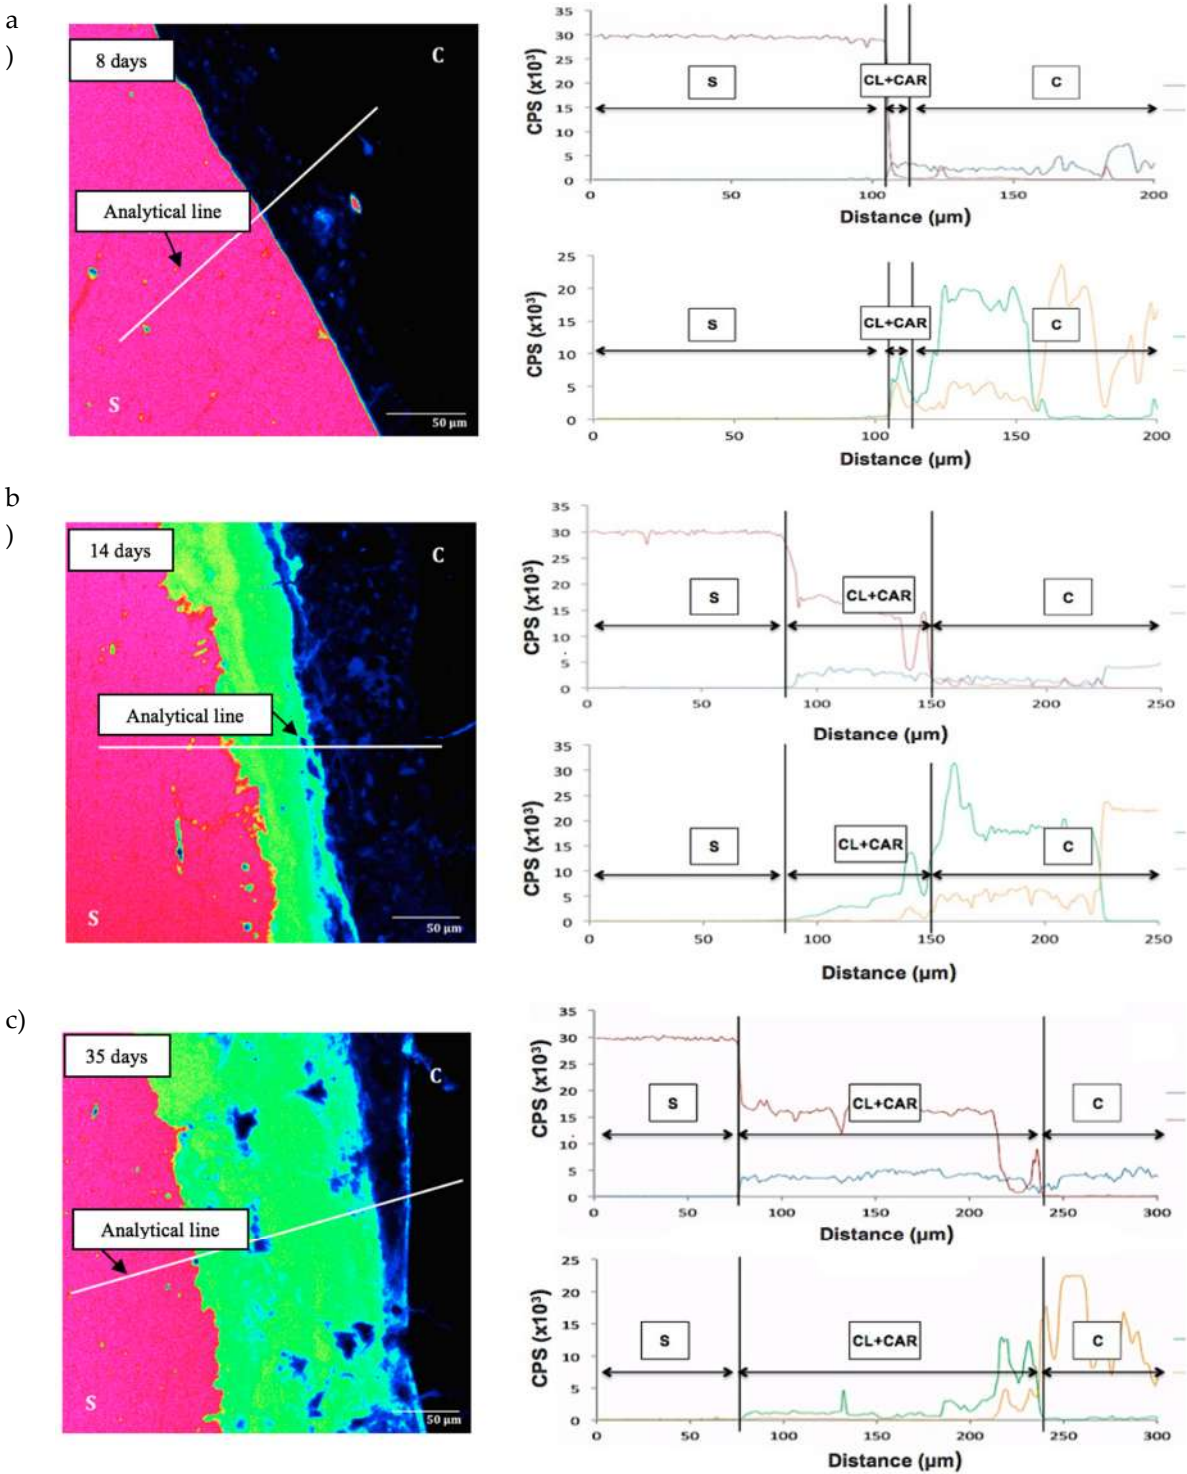 a
)
8 days
C
Analytical line
S
50 µm
CPS (x10³)
35
30
25
20
15
10
5
0
S
CL+CAR
C
0 50 100 150 200
Distance (µm)
CPS (x10³)
25
20
15
10
5
0
S
CL+CAR
C
0 50 100 150 200
Distance (µm)
b
)
14 days
C
Analytical line
S
50 µm
CPS (x10³)
35
30
25
20
15
10
5
0
S
CL+CAR
C
0 50 100 150 200 250
Distance (µm)
CPS (x10³)
35
30
25
20
15
10
5
0
S
CL+CAR
C
0 50 100 150 200 250
Distance (µm)
c)
35 days
C
Analytical line
S
50 µm
CPS (x10³)
35
30
25
20
15
10
5
0
S
CL+CAR
C
0 50 100 150 200 250 300
Distance (µm)
CPS (x10³)
25
20
15
10
5
0
S
CL+CAR
C
0 50 100 150 200 250 300
Distance (µm)